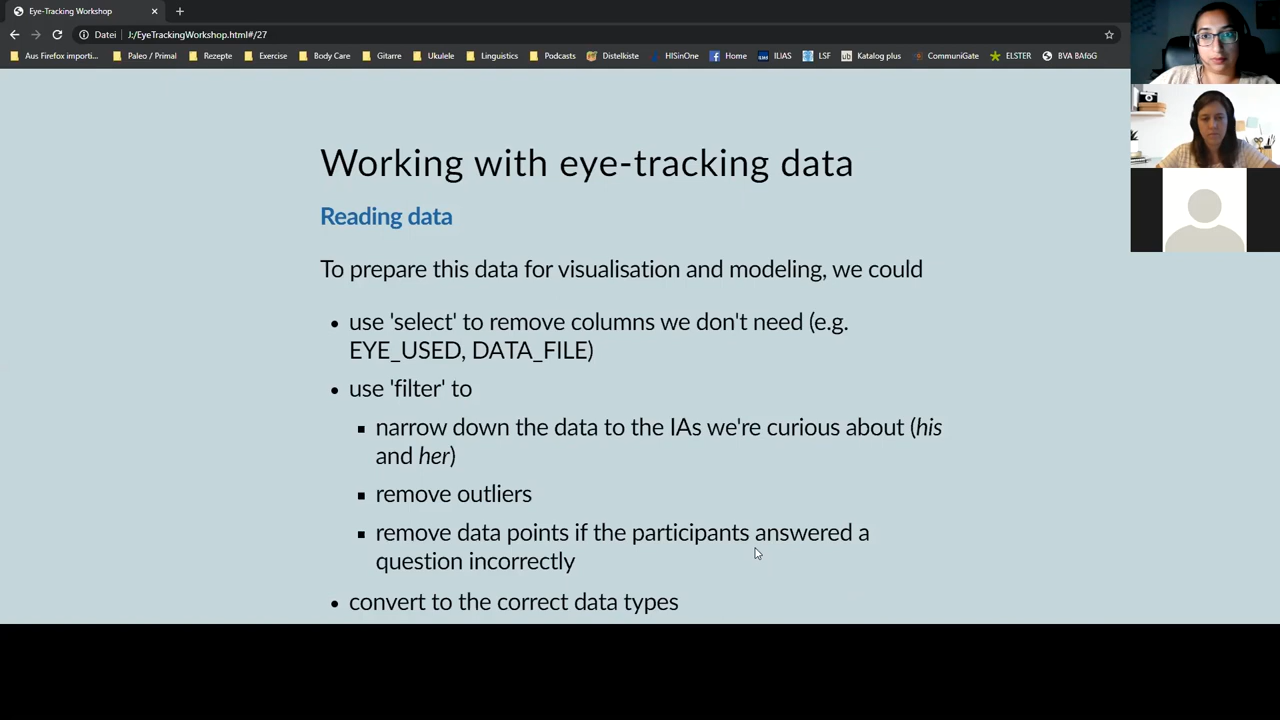 Eye-Tracking Workshop
Datei | J:/EyeTrackingWorkshop.html#/27
Aus Firefox importi... Paleo / Primal Rezepte Exercise Body Care Gitarre Ukulele Linguistics Podcasts Distelkiste HISinOne Home ILIAS LSF Katalog plus CommuniGate ELSTER BVA BAföG
Working with eye-tracking data
Reading data
To prepare this data for visualisation and modeling, we could
• use 'select' to remove columns we don't need (e.g.
EYE_USED, DATA_FILE)
• use 'filter' to
▪ narrow down the data to the IAs we're curious about (his
and her)
▪ remove outliers
▪ remove data points if the participants answered a
question incorrectly
• convert to the correct data types